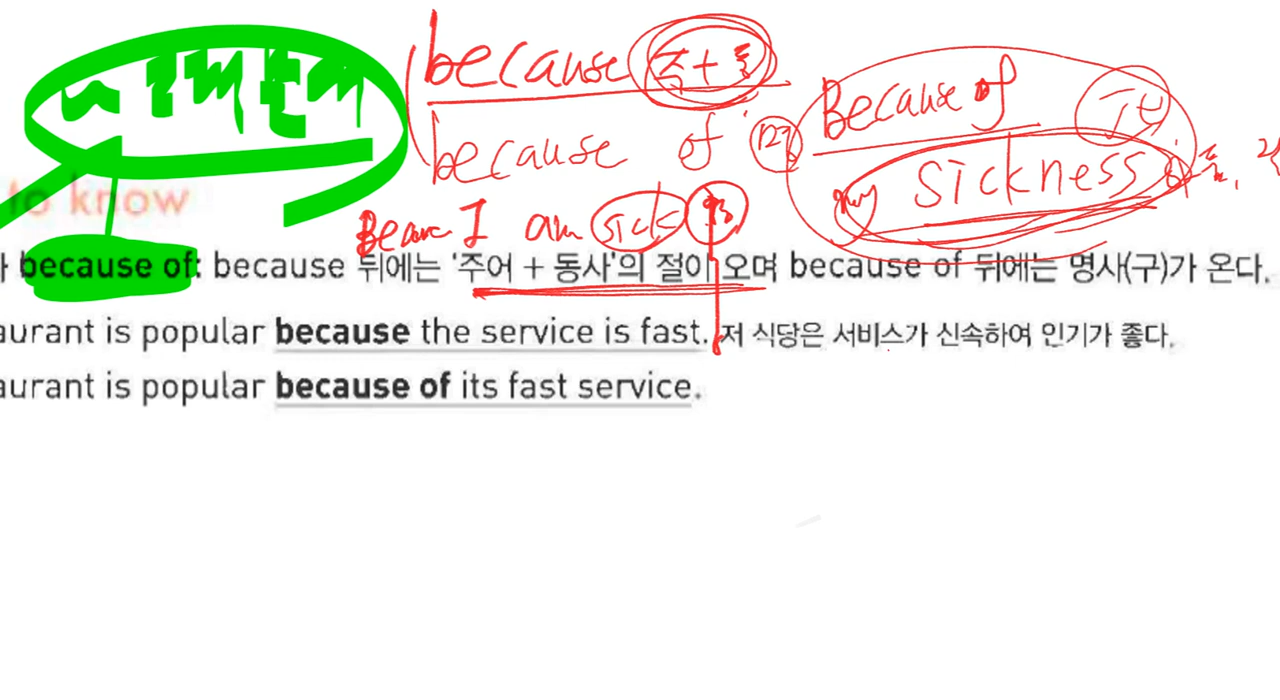 because 주+동
because of
Because of
my sickness
I am sick
to know
because of: because 뒤에는 '주어 + 동사'의 절이 오며 because of 뒤에는 명사(구)가 온다.
aurant is popular because the service is fast. 저 식당은 서비스가 신속하여 인기가 좋다.
aurant is popular because of its fast service.